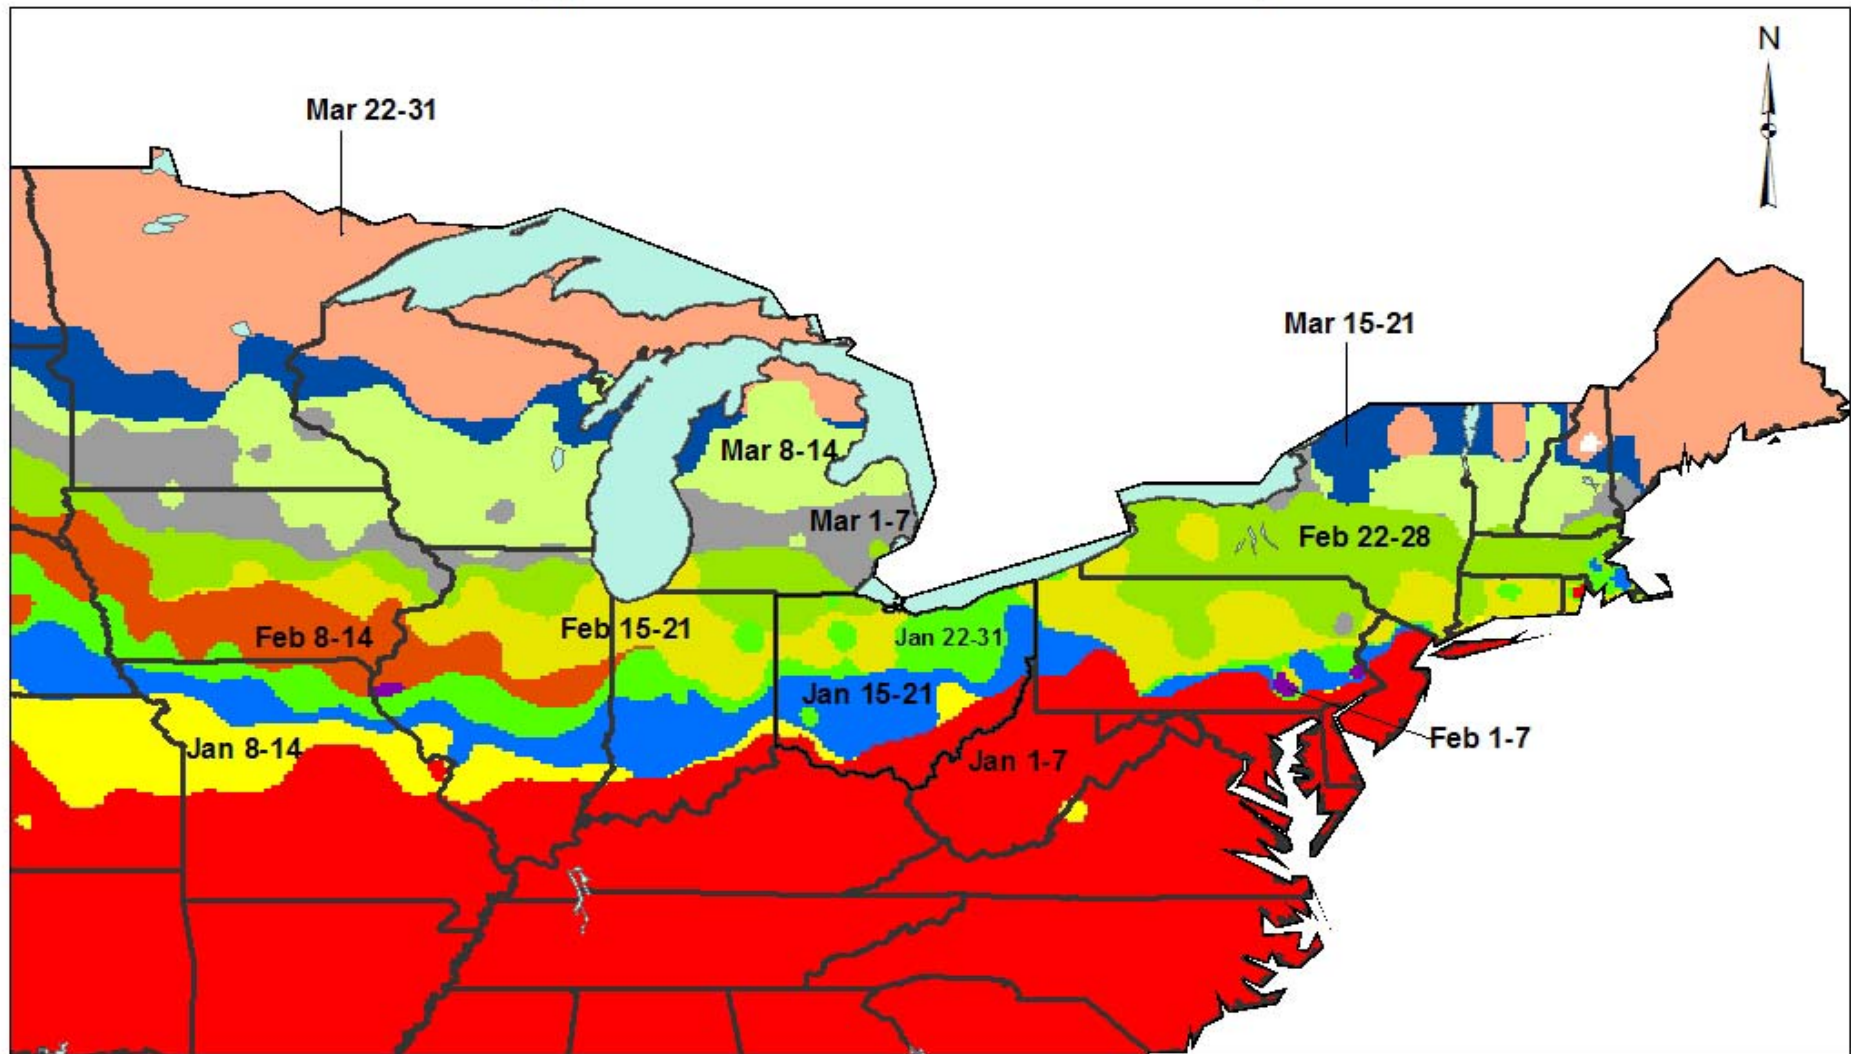 N
Mar 22-31
Mar 15-21
Mar 8-14
Mar 1-7
Feb 22-28
Feb 8-14
Feb 15-21
Jan 22-31
Jan 15-21
Jan 8-14
Jan 1-7
Feb 1-7